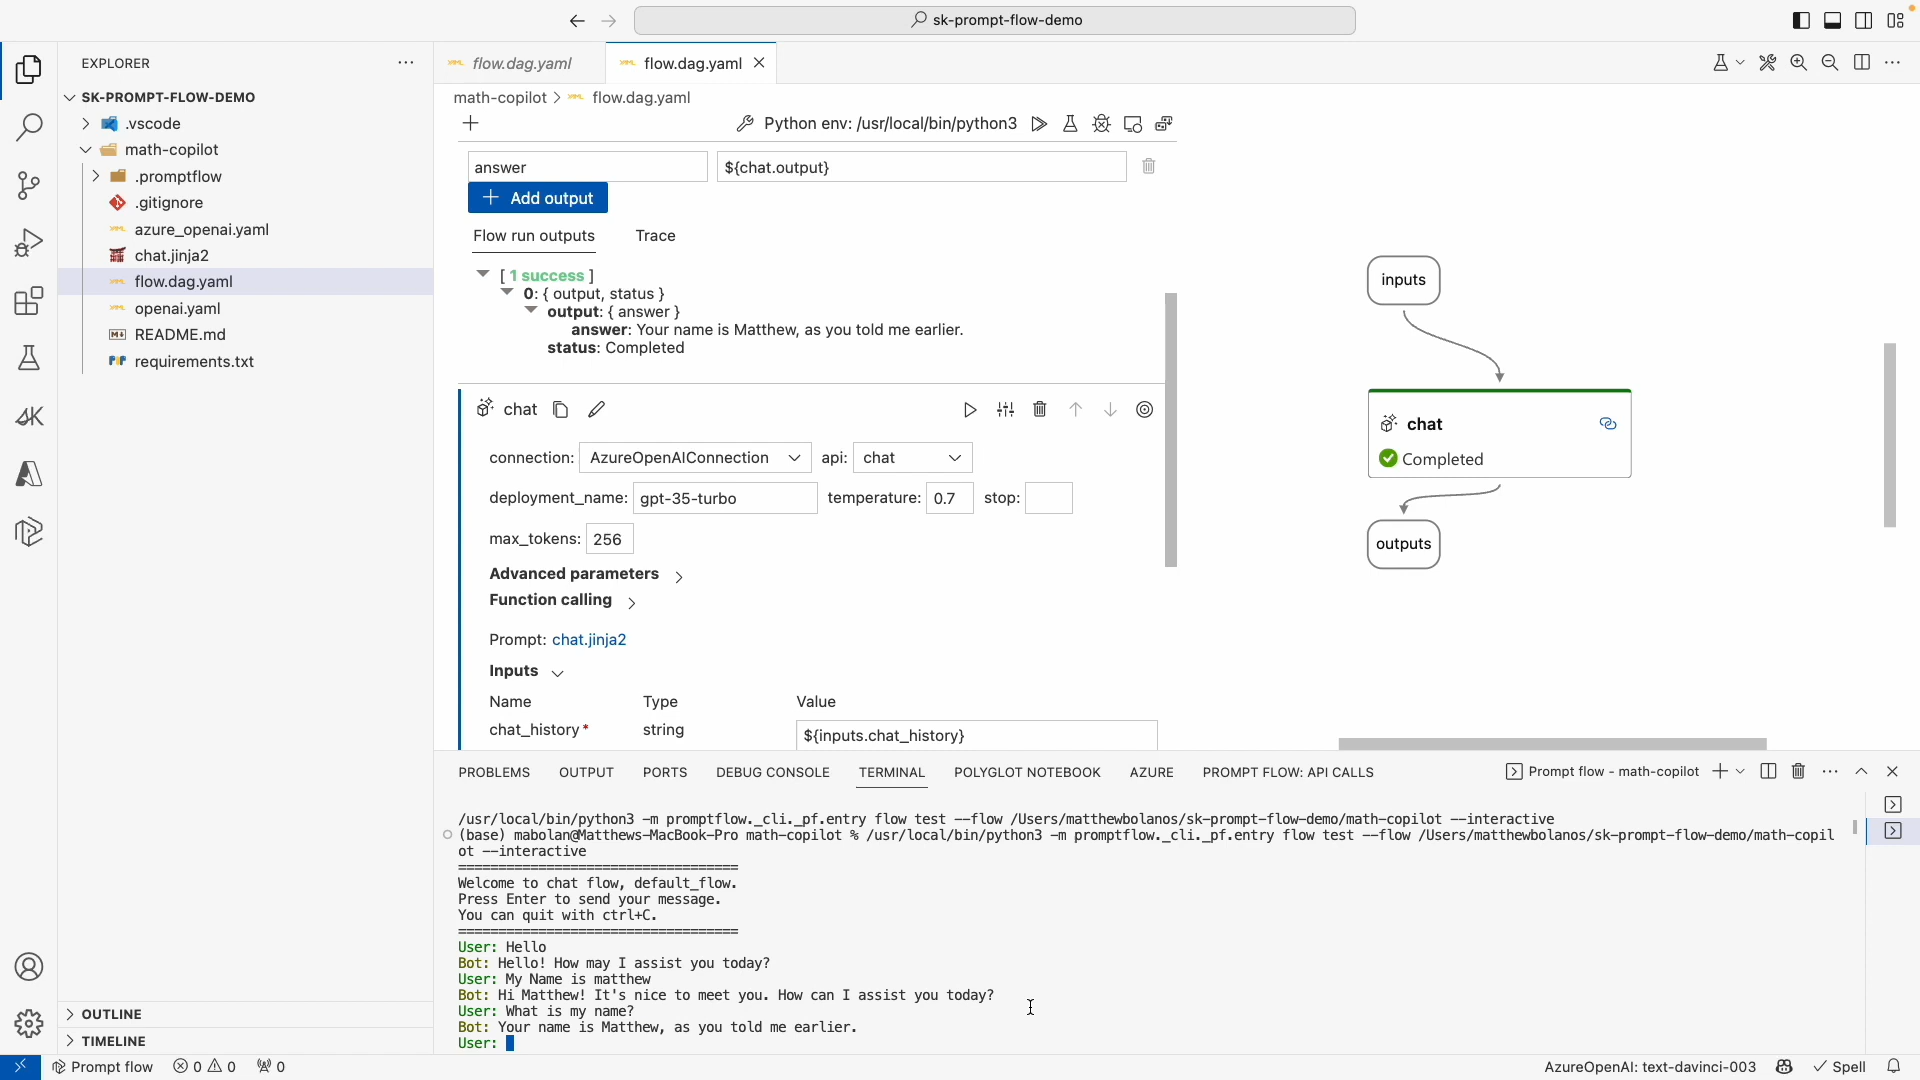 sk-prompt-flow-demo
EXPLORER
SK-PROMPT-FLOW-DEMO
.vscode
math-copilot
.promptflow
.gitignore
azure_openai.yaml
chat.jinja2
flow.dag.yaml
openai.yaml
README.md
requirements.txt
OUTLINE
TIMELINE
flow.dag.yaml
flow.dag.yaml
math-copilot > flow.dag.yaml
Python env: /usr/local/bin/python3
answer ${chat.output}
Add output
Flow run outputs Trace
[ 1 success ]
0: { output, status }
output: { answer }
answer: Your name is Matthew, as you told me earlier.
status: Completed
chat
connection: AzureOpenAIConnection api: chat
deployment_name: gpt-35-turbo temperature: 0.7 stop:
max_tokens: 256
Advanced parameters
Function calling
Prompt: chat.jinja2
Inputs
Name Type Value
chat_history* string ${inputs.chat_history}
inputs
chat
Completed
outputs
PROBLEMS OUTPUT PORTS DEBUG CONSOLE TERMINAL POLYGLOT NOTEBOOK AZURE PROMPT FLOW: API CALLS
Prompt flow - math-copilot
/usr/local/bin/python3 -m promptflow._cli._pf.entry flow test --flow /Users/matthewbolanos/sk-prompt-flow-demo/math-copilot --interactive
(base) mabolan@Matthews-MacBook-Pro math-copilot % /usr/local/bin/python3 -m promptflow._cli._pf.entry flow test --flow /Users/matthewbolanos/sk-prompt-flow-demo/math-copil
ot --interactive
===================================
Welcome to chat flow, default_flow.
Press Enter to send your message.
You can quit with ctrl+C.
===================================
User: Hello
Bot: Hello! How may I assist you today?
User: My Name is matthew
Bot: Hi Matthew! It's nice to meet you. How can I assist you today?
User: What is my name?
Bot: Your name is Matthew, as you told me earlier.
User:
Prompt flow 0 0 0
AzureOpenAI: text-davinci-003 Spell